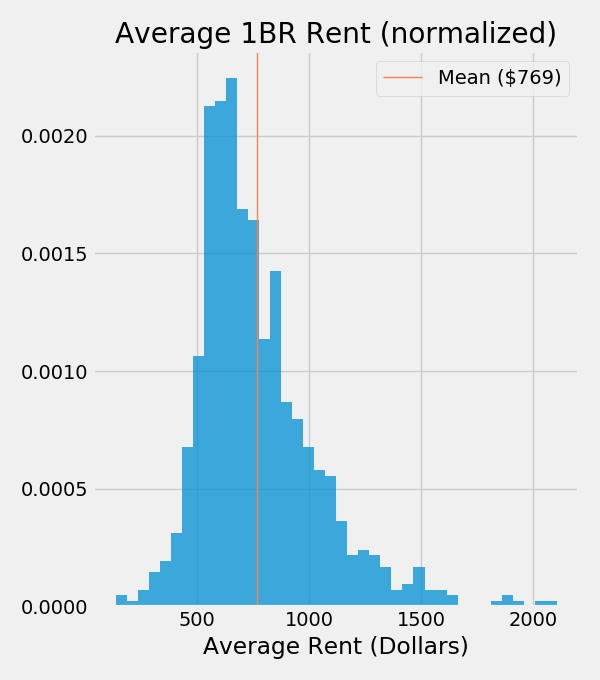 Average 1BR Rent (normalized)
Mean ($769)
0.0020
0.0015
0.0010
0.0005
0.0000
500 1000 1500 2000
Average Rent (Dollars)